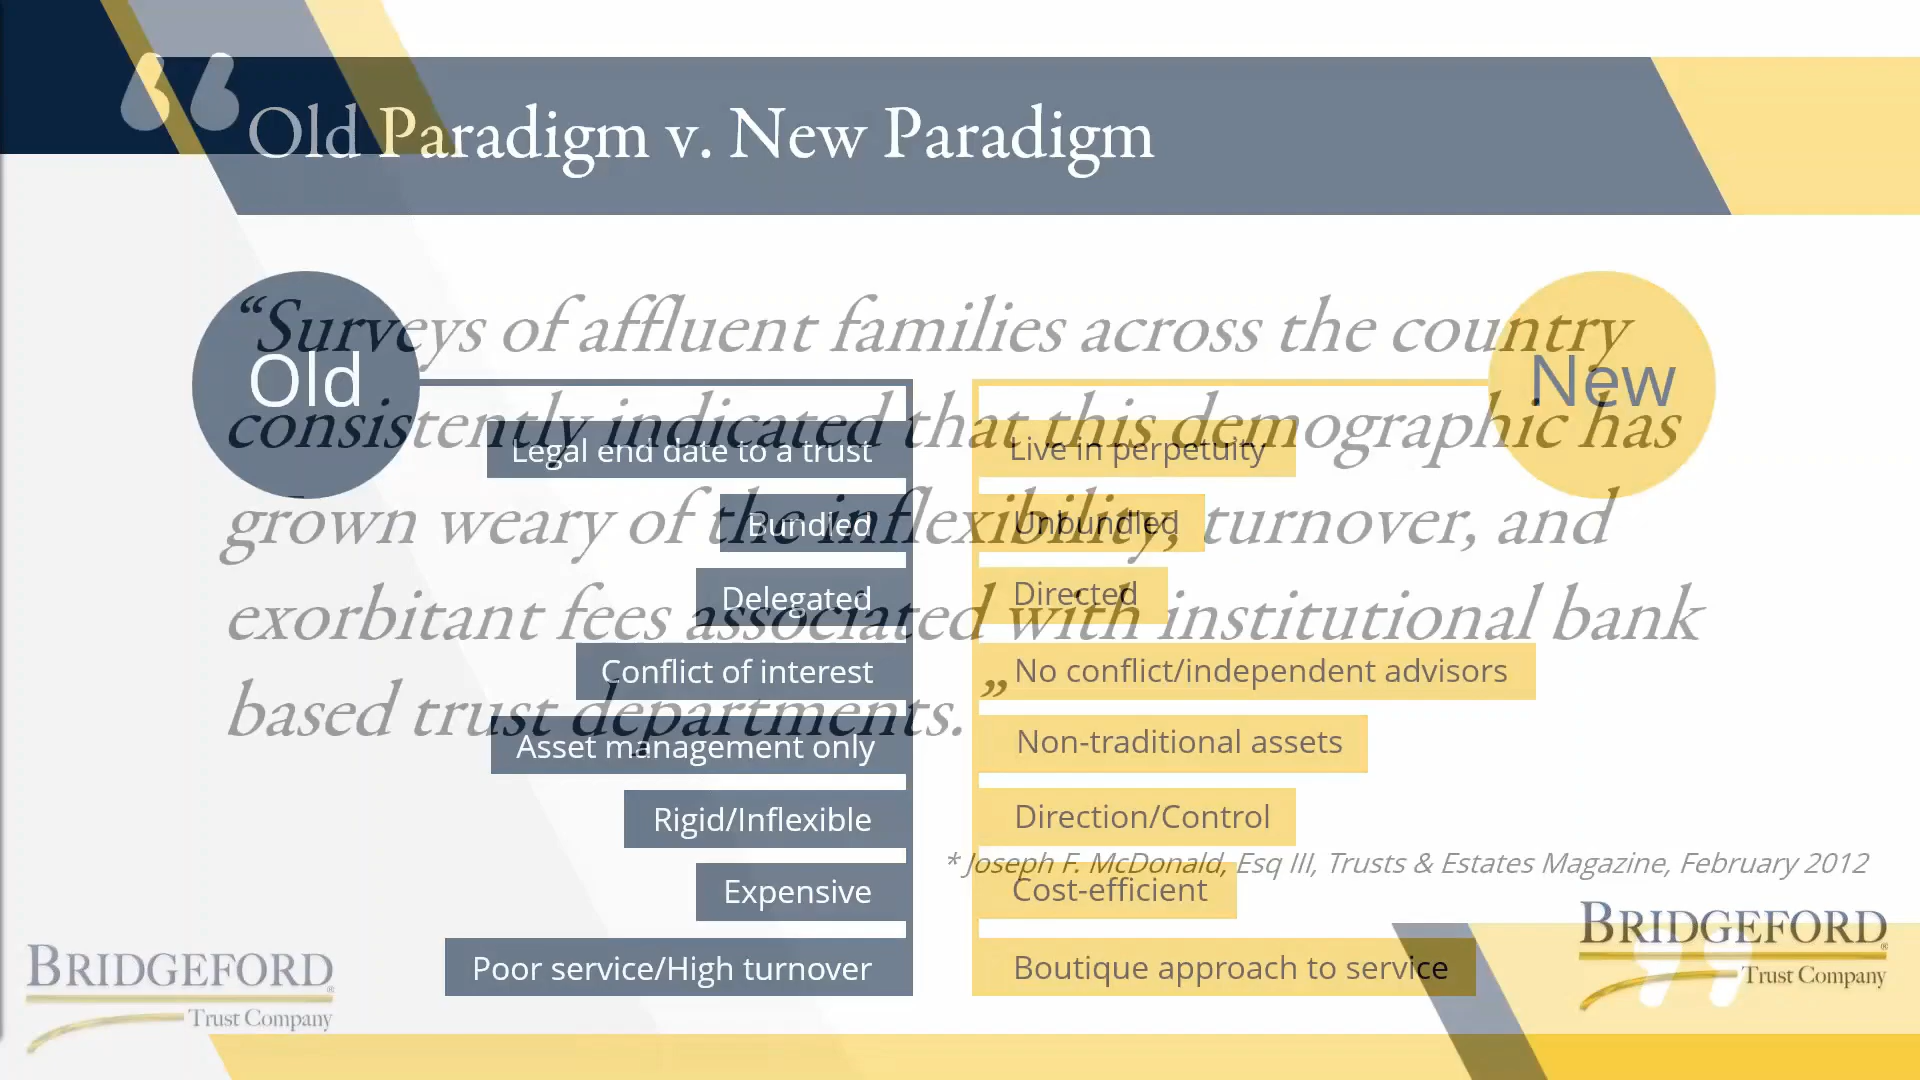 Old Paradigm v. New Paradigm
“Surveys of affluent families across the country
consistently indicated that this demographic has
grown weary of the inflexibility, turnover, and
exorbitant fees associated with institutional bank
based trust departments.”
Old
Legal end date to a trust
Bundled
Delegated
Conflict of interest
Asset management only
Rigid/Inflexible
Expensive
Poor service/High turnover
New
Live in perpetuity
Unbundled
Directed
No conflict/independent advisors
Non-traditional assets
Direction/Control
Cost-efficient
Boutique approach to service
* Joseph F. McDonald, Esq III, Trusts & Estates Magazine, February 2012
BRIDGEFORD®
Trust Company
BRIDGEFORD®
Trust Company